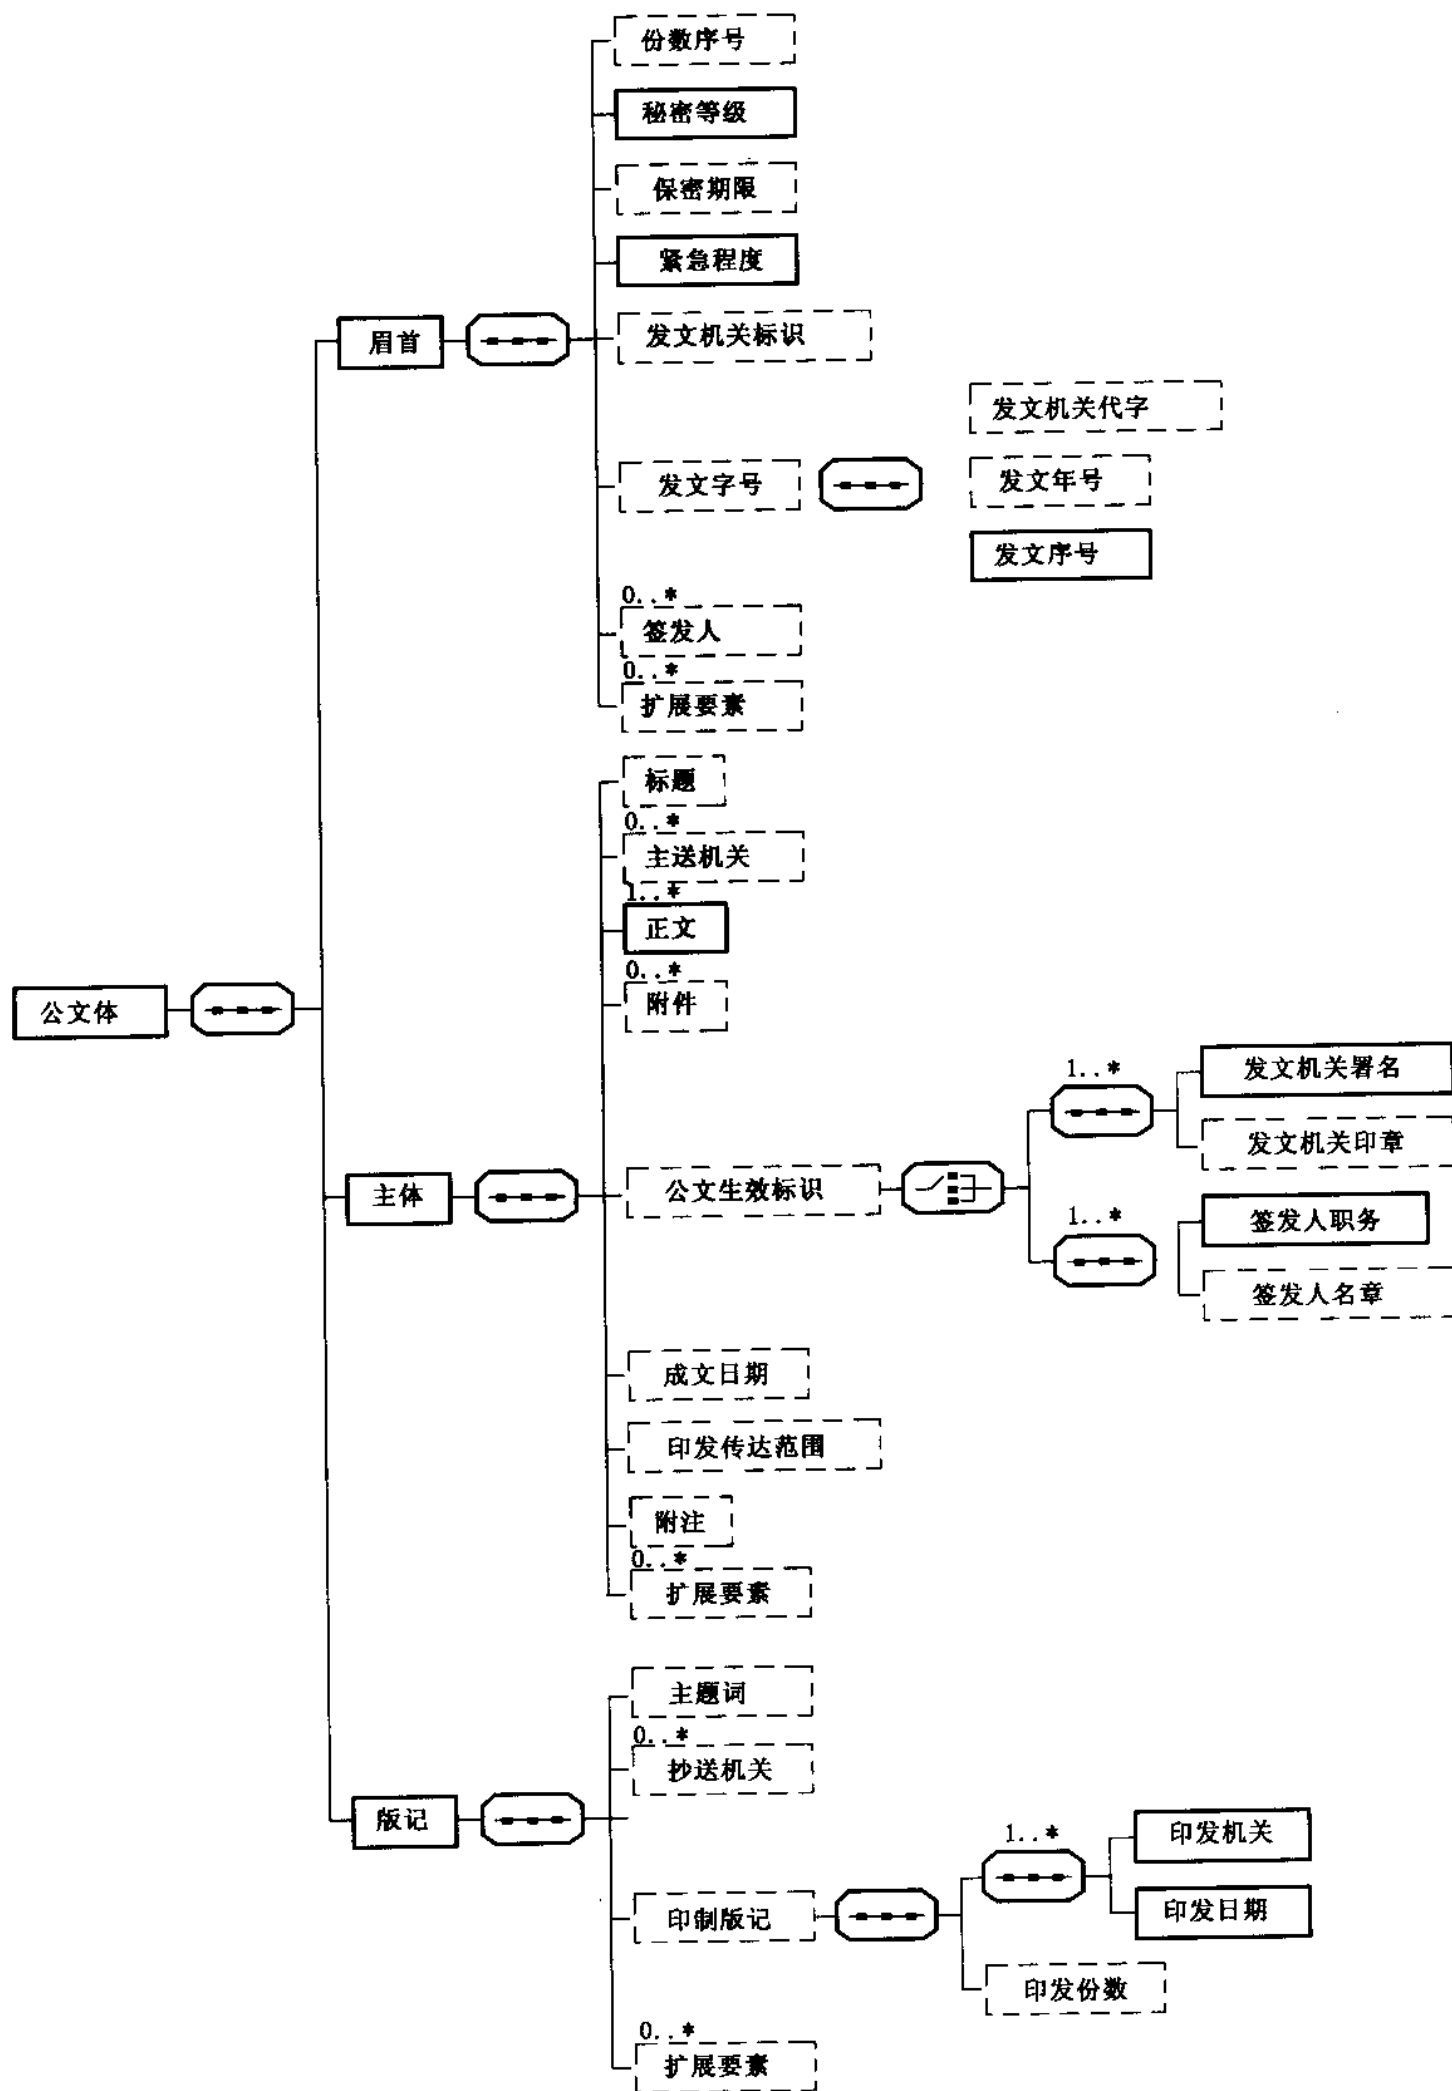 份数序号
秘密等级
保密期限
紧急程度
眉首
发文机关标识
发文机关代字
发文字号
发文年号
发文序号
0..*
签发人
0..*
扩展要素
标题
0..*
主送机关
1..*
正文
0..*
附件
公文体
1..*
发文机关署名
发文机关印章
主体
公文生效标识
1..*
签发人职务
签发人名章
成文日期
印发传达范围
附注
0..*
扩展要素
主题词
0..*
抄送机关
版记
1..*
印发机关
印制版记
印发日期
印发份数
0..*
扩展要素